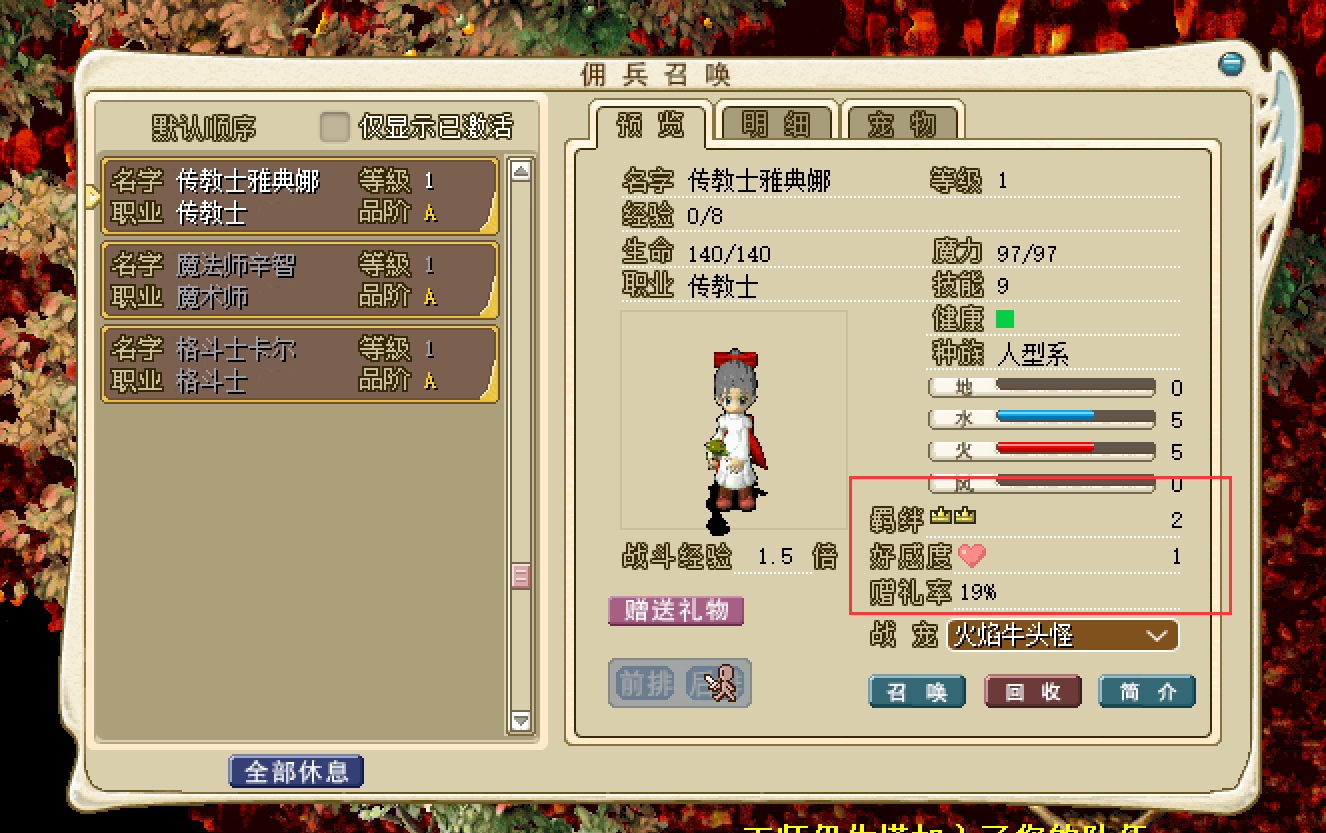 佣兵召唤
默认顺序 仅显示已激活
名字 传教士雅典娜 等级 1
职业 传教士 品阶 A
名字 魔法师辛智 等级 1
职业 魔术师 品阶 A
名字 格斗士卡尔 等级 1
职业 格斗士 品阶 A
全部休息
预览 明细 宠物
名字 传教士雅典娜 等级 1
经验 0/8
生命 140/140 魔力 97/97
职业 传教士 技能 9
健康
种族 人型系
地 0
水 5
火 5
风 0
羁绊 2
好感度 1
赠礼率 19%
战斗经验 1.5 倍
赠送礼物
战宠 火焰牛头怪
前排
召唤 回收 简介